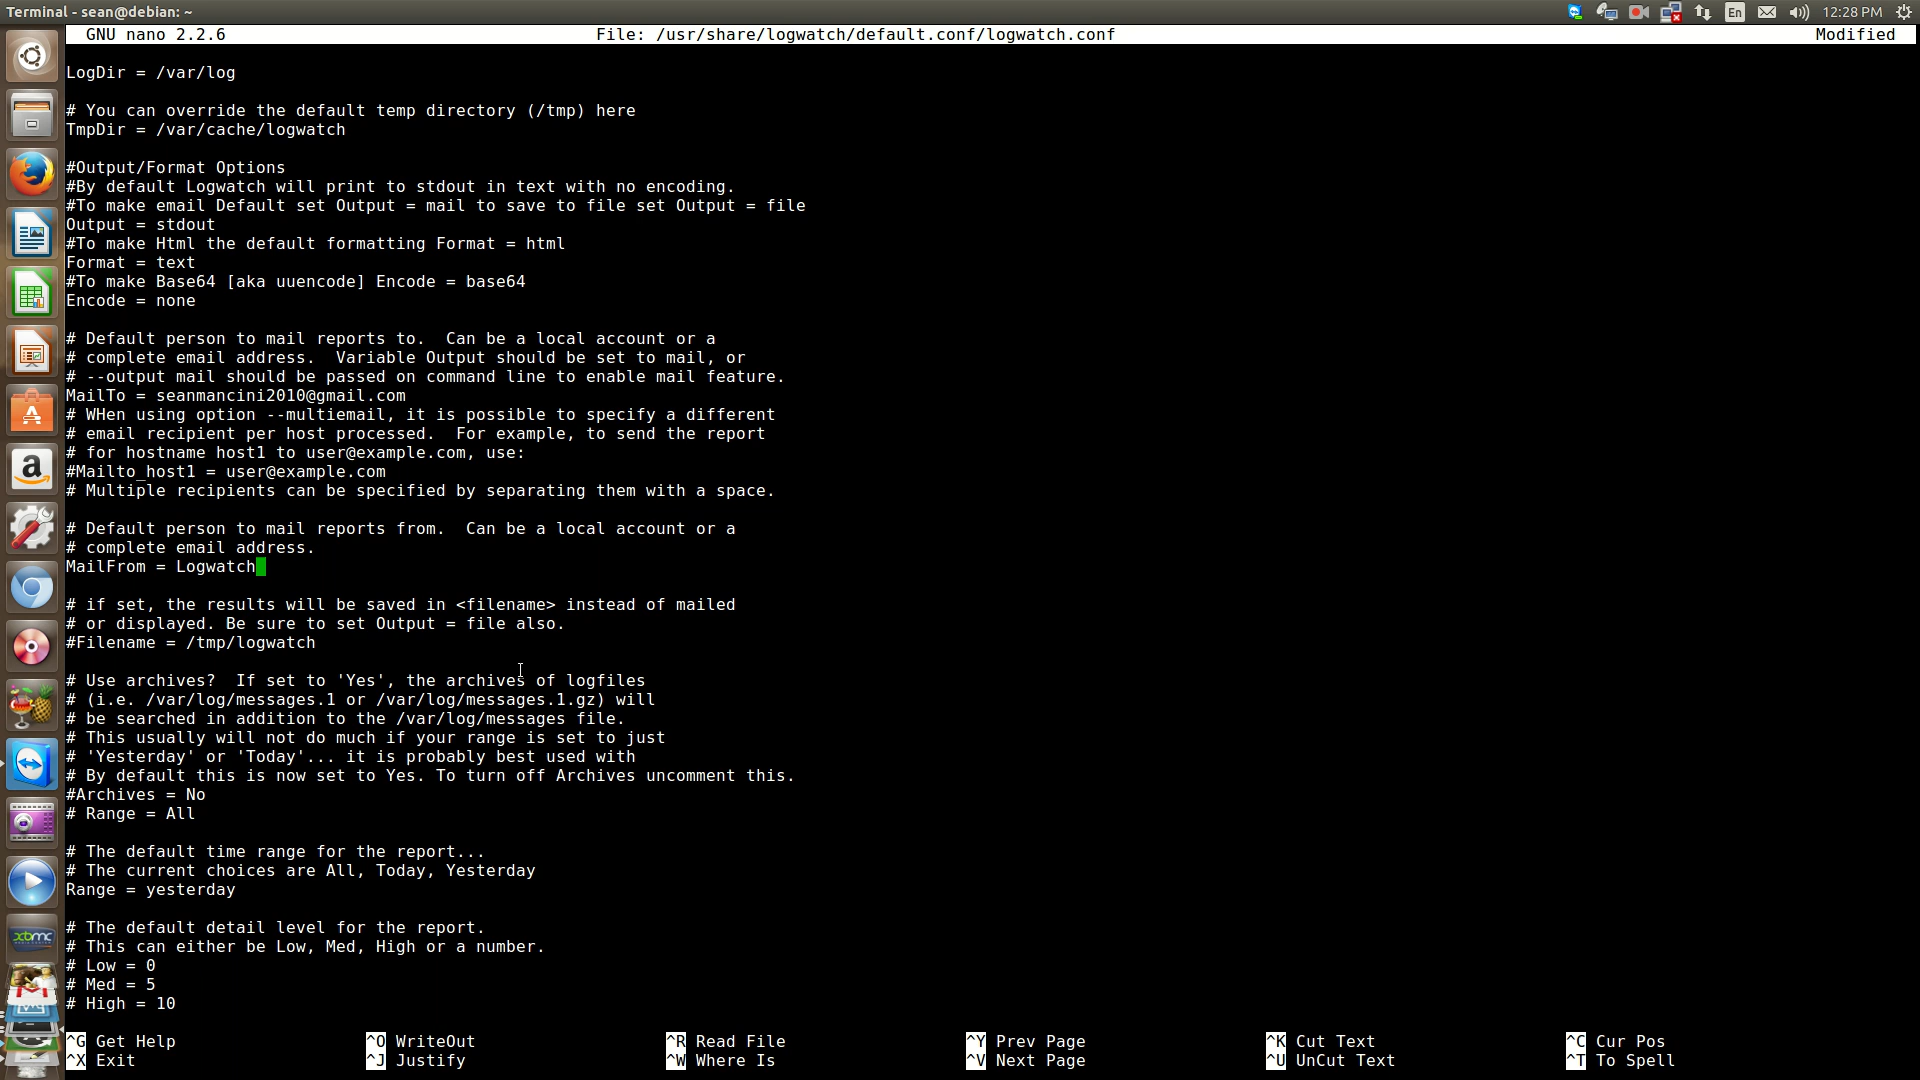 Terminal - sean@debian: ~
En
12:28 PM
GNU nano 2.2.6 File: /usr/share/logwatch/default.conf/logwatch.conf Modified
LogDir = /var/log
# You can override the default temp directory (/tmp) here
TmpDir = /var/cache/logwatch
#Output/Format Options
#By default Logwatch will print to stdout in text with no encoding.
#To make email Default set Output = mail to save to file set Output = file
Output = stdout
#To make Html the default formatting Format = html
Format = text
#To make Base64 [aka uuencode] Encode = base64
Encode = none
# Default person to mail reports to.  Can be a local account or a
# complete email address.  Variable Output should be set to mail, or
# --output mail should be passed on command line to enable mail feature.
MailTo = seanmancini2010@gmail.com
# WHen using option --multiemail, it is possible to specify a different
# email recipient per host processed.  For example, to send the report
# for hostname host1 to user@example.com, use:
#Mailto_host1 = user@example.com
# Multiple recipients can be specified by separating them with a space.
# Default person to mail reports from.  Can be a local account or a
# complete email address.
MailFrom = Logwatch
# if set, the results will be saved in <filename> instead of mailed
# or displayed. Be sure to set Output = file also.
#Filename = /tmp/logwatch
# Use archives?  If set to 'Yes', the archives of logfiles
# (i.e. /var/log/messages.1 or /var/log/messages.1.gz) will
# be searched in addition to the /var/log/messages file.
# This usually will not do much if your range is set to just
# 'Yesterday' or 'Today'... it is probably best used with
# By default this is now set to Yes. To turn off Archives uncomment this.
#Archives = No
# Range = All
# The default time range for the report...
# The current choices are All, Today, Yesterday
Range = yesterday
# The default detail level for the report.
# This can either be Low, Med, High or a number.
# Low = 0
# Med = 5
# High = 10
^G Get Help ^O WriteOut ^R Read File ^Y Prev Page ^K Cut Text ^C Cur Pos
^X Exit ^J Justify ^W Where Is ^V Next Page ^U UnCut Text ^T To Spell
a
xbmc